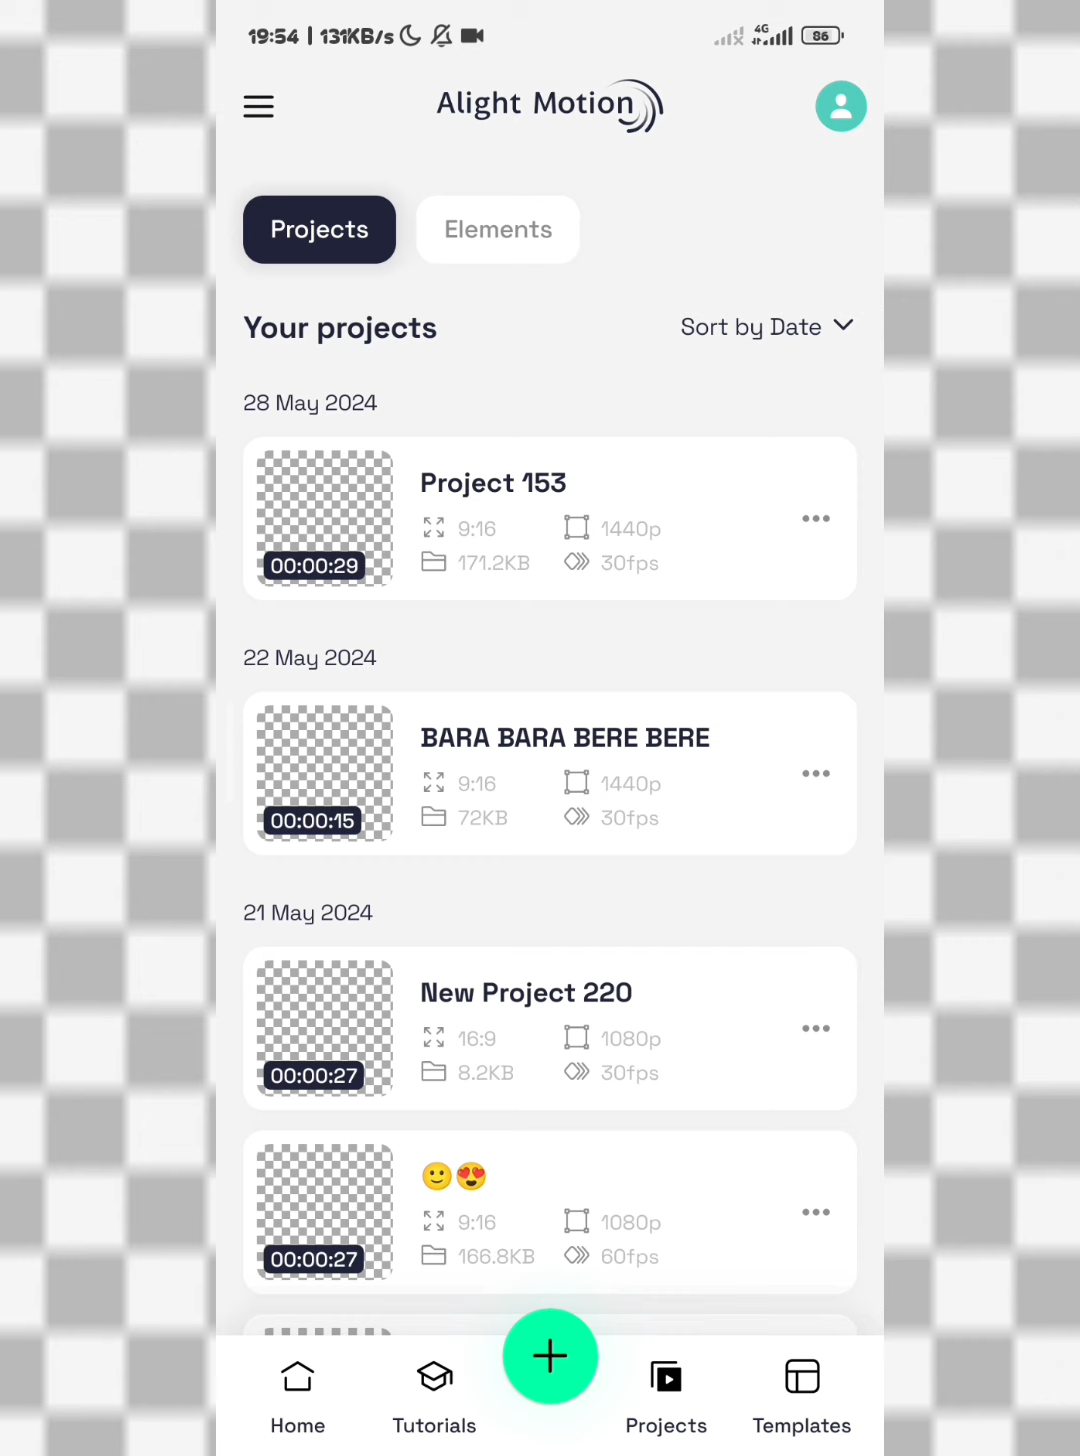 19:54 | 131KB/s
4G
86
Alight Motion
Projects
Elements
Your projects
Sort by Date
28 May 2024
Project 153
9:16
1440p
171.2KB
30fps
00:00:29
22 May 2024
BARA BARA BERE BERE
9:16
1440p
72KB
30fps
00:00:15
21 May 2024
New Project 220
16:9
1080p
8.2KB
30fps
00:00:27
🙂😍
9:16
1080p
166.8KB
60fps
00:00:27
Home
Tutorials
Projects
Templates